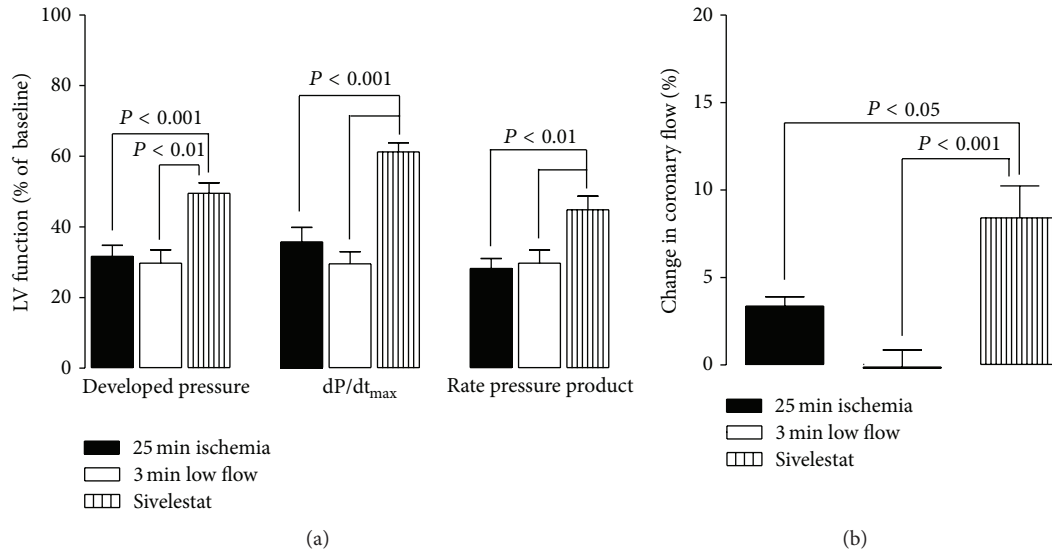 100
80
60
40
20
0
LV function (% of baseline)
P < 0.001
P < 0.01
P < 0.001
P < 0.01
Developed pressure
dP/dtmax
Rate pressure product
25 min ischemia
3 min low flow
Sivelestat
(a)
20
15
10
5
0
Change in coronary flow (%)
P < 0.05
P < 0.001
25 min ischemia
3 min low flow
Sivelestat
(b)